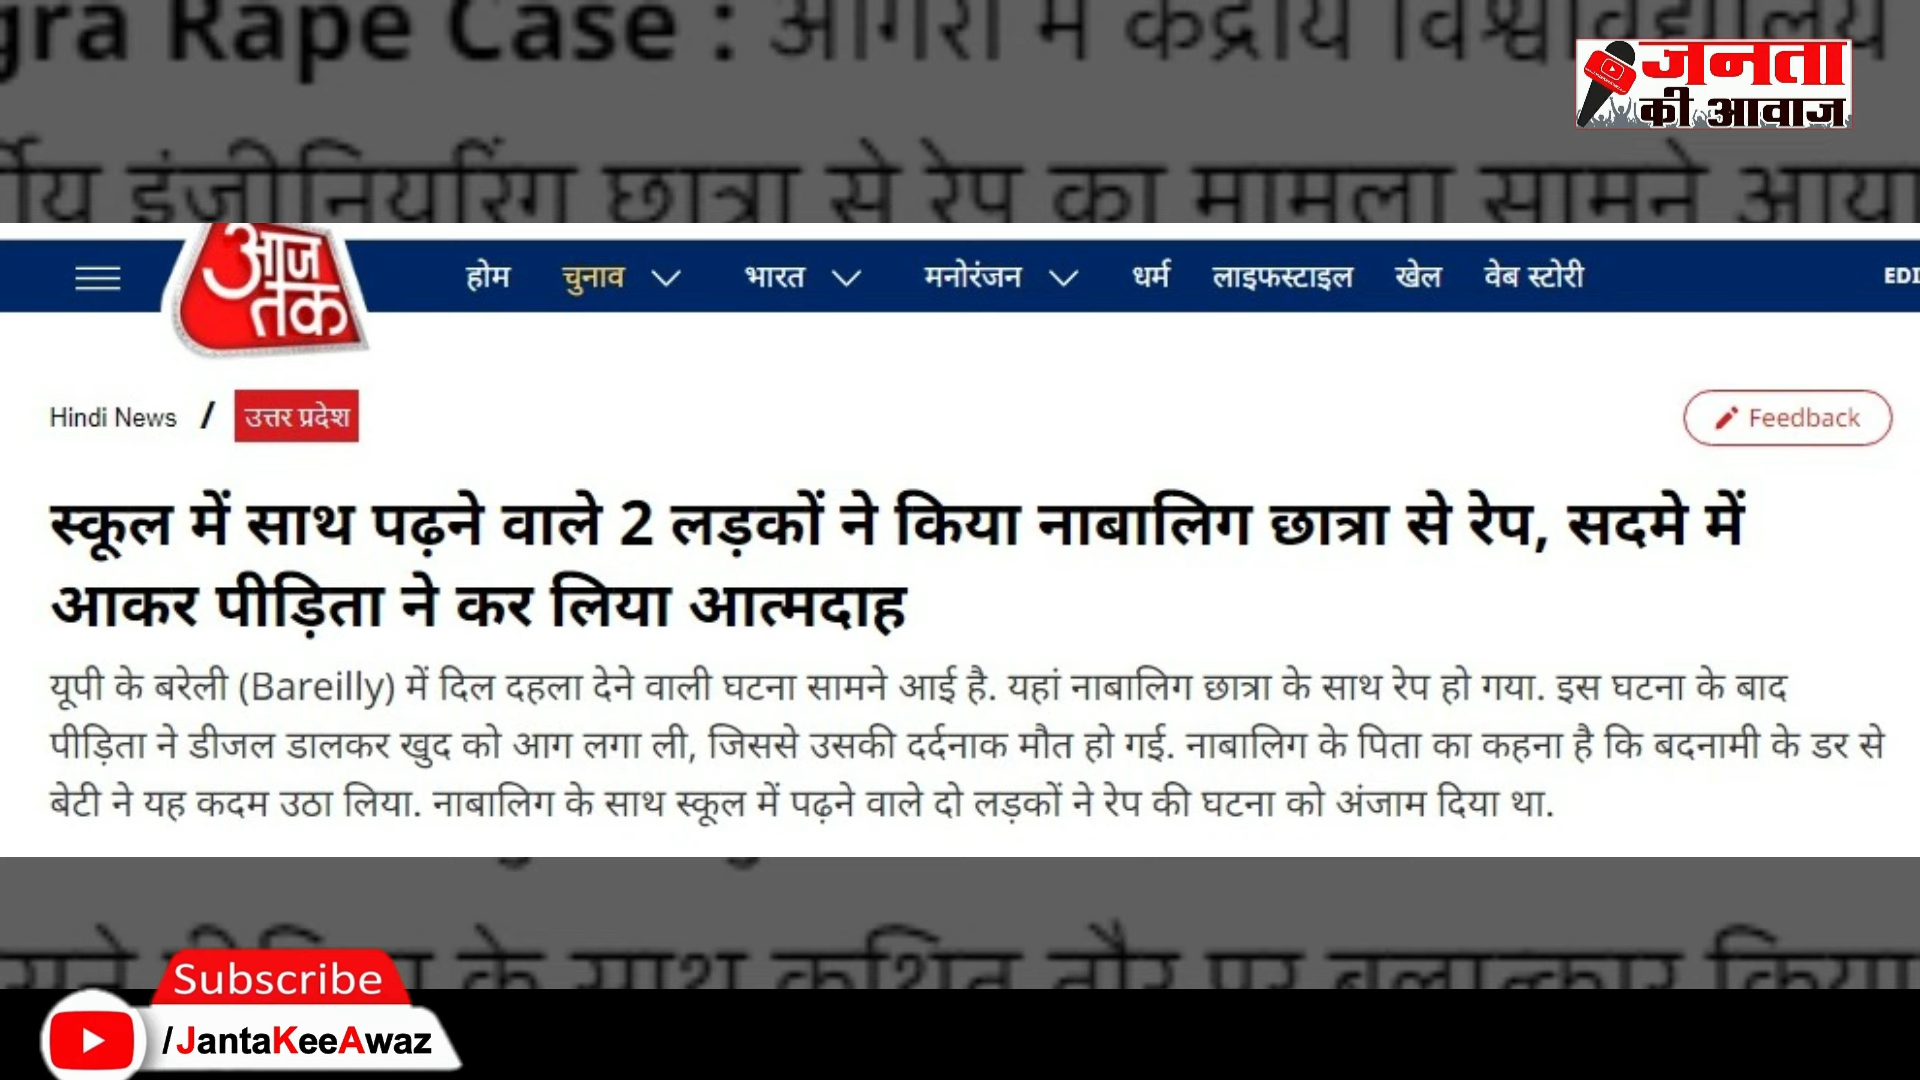 gra Rape Case : आगरा में केंद्रीय विश्वविद्यालय
जनता
की आवाज
र्षीय इंजीनियरिंग छात्रा से रेप का मामला सामने आया
आज तक
होम चुनाव भारत मनोरंजन धर्म लाइफस्टाइल खेल वेब स्टोरी EDI
Hindi News / उत्तर प्रदेश
Feedback
स्कूल में साथ पढ़ने वाले 2 लड़कों ने किया नाबालिग छात्रा से रेप, सदमे में
आकर पीड़िता ने कर लिया आत्मदाह
यूपी के बरेली (Bareilly) में दिल दहला देने वाली घटना सामने आई है. यहां नाबालिग छात्रा के साथ रेप हो गया. इस घटना के बाद
पीड़िता ने डीजल डालकर खुद को आग लगा ली, जिससे उसकी दर्दनाक मौत हो गई. नाबालिग के पिता का कहना है कि बदनामी के डर से
बेटी ने यह कदम उठा लिया. नाबालिग के साथ स्कूल में पढ़ने वाले दो लड़कों ने रेप की घटना को अंजाम दिया था.
के साथ कथित तौर पर बलात्कार किया
Subscribe
/JantaKeeAwaz